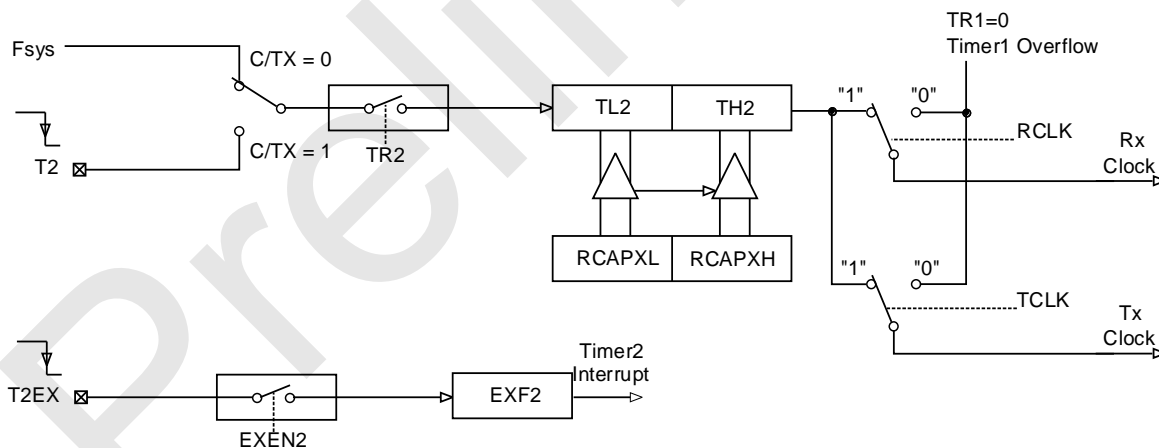 TR1=0
Timer1 Overflow
Fsys
C/TX = 0
TL2
TH2
"1"
"0"
RCLK
Rx
Clock
T2
C/TX = 1
TR2
RCAPXL
RCAPXH
"1"
"0"
TCLK
Tx
Clock
T2EX
EXEN2
EXF2
Timer2
Interrupt